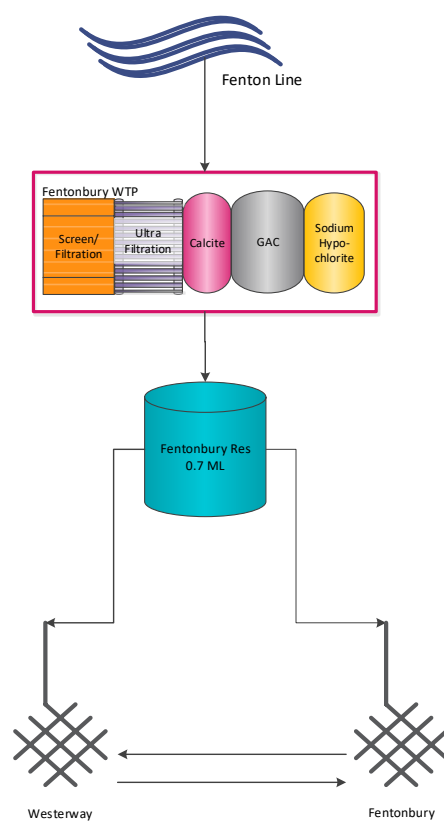 Fenton Line
Fentonbury WTP
Screen/
Filtration
Ultra
Filtration
Calcite
GAC
Sodium
Hypo-
chlorite
Fentonbury Res
0.7 ML
Westerway
Fentonbury